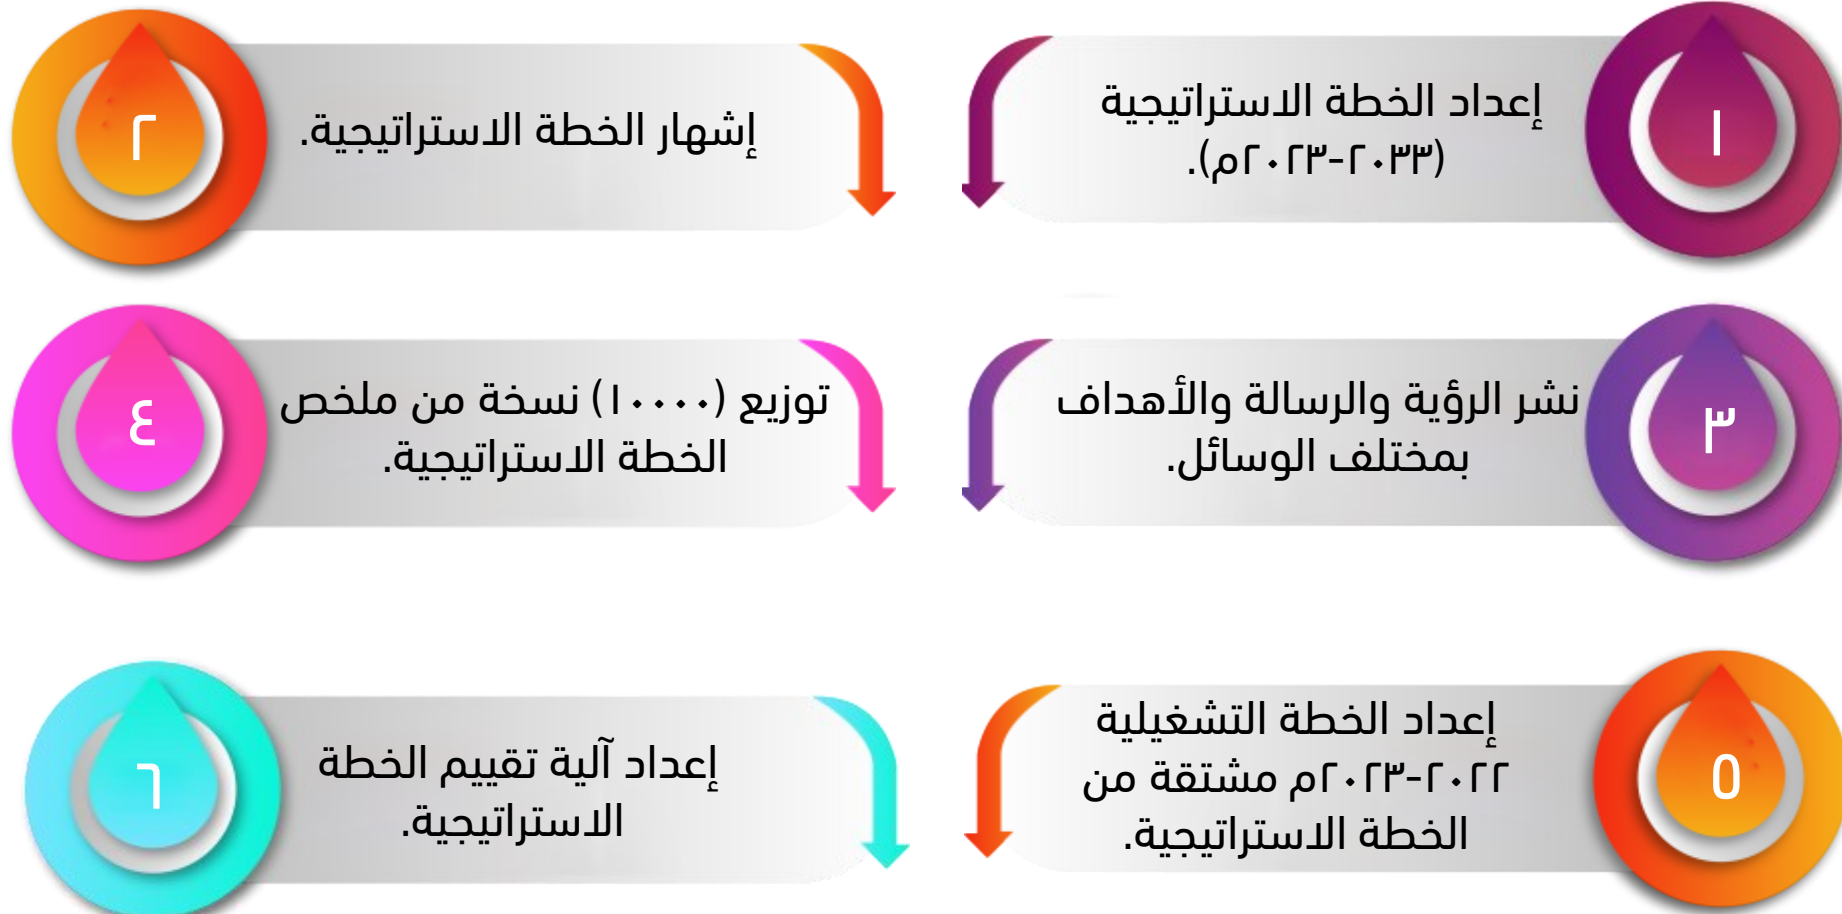 ١
إعداد الخطة الاستراتيجية
(٢٠٣٣-٢٠٢٣م).
٢
إشهار الخطة الاستراتيجية.
٣
نشر الرؤية والرسالة والأهداف
بمختلف الوسائل.
٤
توزيع (١٠٠٠٠) نسخة من ملخص
الخطة الاستراتيجية.
٥
إعداد الخطة التشغيلية
٢٠٢٢-٢٠٢٣م مشتقة من
الخطة الاستراتيجية.
٦
إعداد آلية تقييم الخطة
الاستراتيجية.